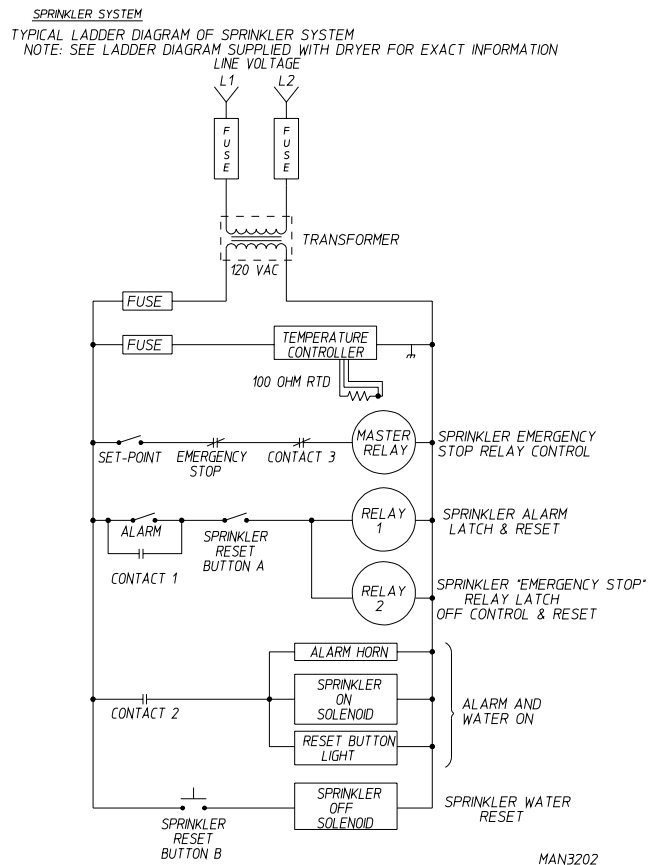 SPRINKLER SYSTEM
TYPICAL LADDER DIAGRAM OF SPRINKLER SYSTEM
NOTE: SEE LADDER DIAGRAM SUPPLIED WITH DRYER FOR EXACT INFORMATION
LINE VOLTAGE
L1 L2
FUSE FUSE
TRANSFORMER
120 VAC
FUSE
FUSE
TEMPERATURE
CONTROLLER
100 OHM RTD
SET-POINT
EMERGENCY
STOP
CONTACT 3
MASTER
RELAY
SPRINKLER EMERGENCY
STOP RELAY CONTROL
ALARM
CONTACT 1
SPRINKLER
RESET
BUTTON A
RELAY
1
SPRINKLER ALARM
LATCH & RESET
RELAY
2
SPRINKLER "EMERGENCY STOP"
RELAY LATCH
OFF CONTROL & RESET
CONTACT 2
ALARM HORN
SPRINKLER
ON
SOLENOID
RESET BUTTON
LIGHT
ALARM AND
WATER ON
SPRINKLER
RESET
BUTTON B
SPRINKLER
OFF
SOLENOID
SPRINKLER WATER
RESET
MAN3202